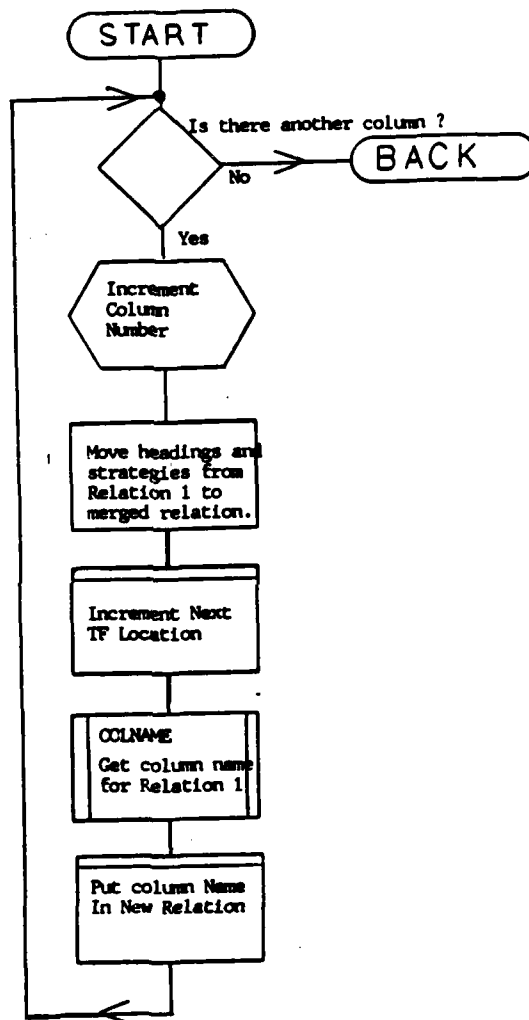 START
Is there another column ?
No
BACK
Yes
Increment
Column
Number
Move headings and
strategies from
Relation 1 to
merged relation.
Increment Next
TF Location
COLNAME
Get column name
for Relation 1
Put column Name
In New Relation